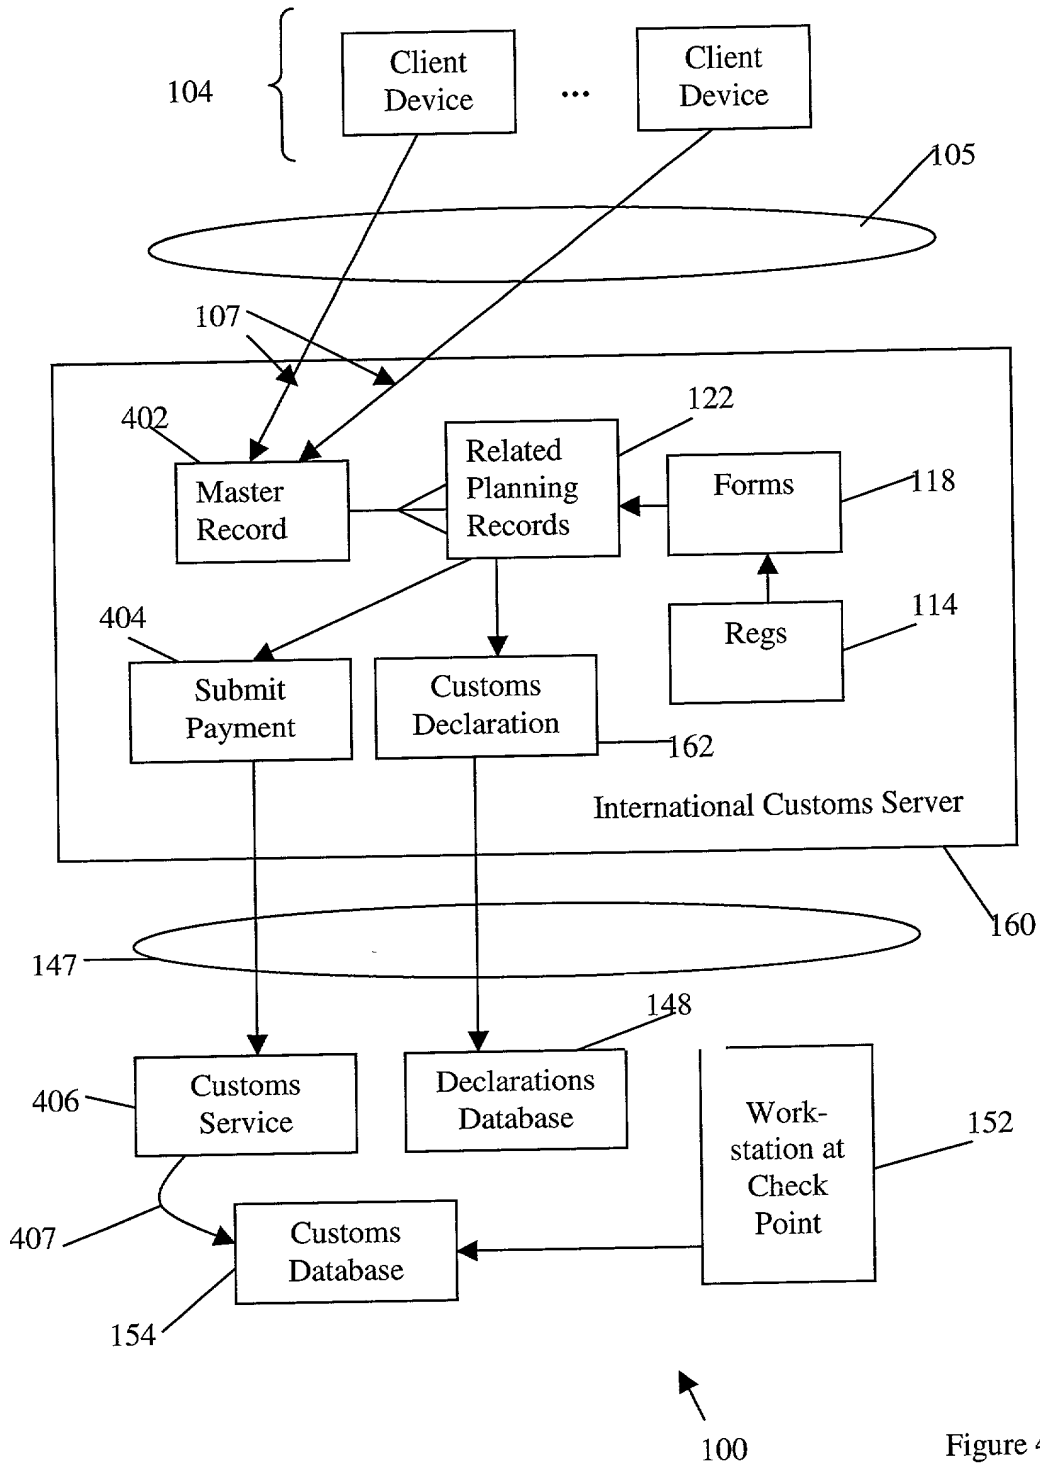 Client
Device
...
Client
Device
104
105
107
402
Master
Record
Related
Planning
Records
122
Forms
118
404
Regs
114
Submit
Payment
Customs
Declaration
162
International Customs Server
160
147
148
406
Customs
Service
Declarations
Database
Work-
station at
Check
Point
152
407
Customs
Database
154
100
Figure 4